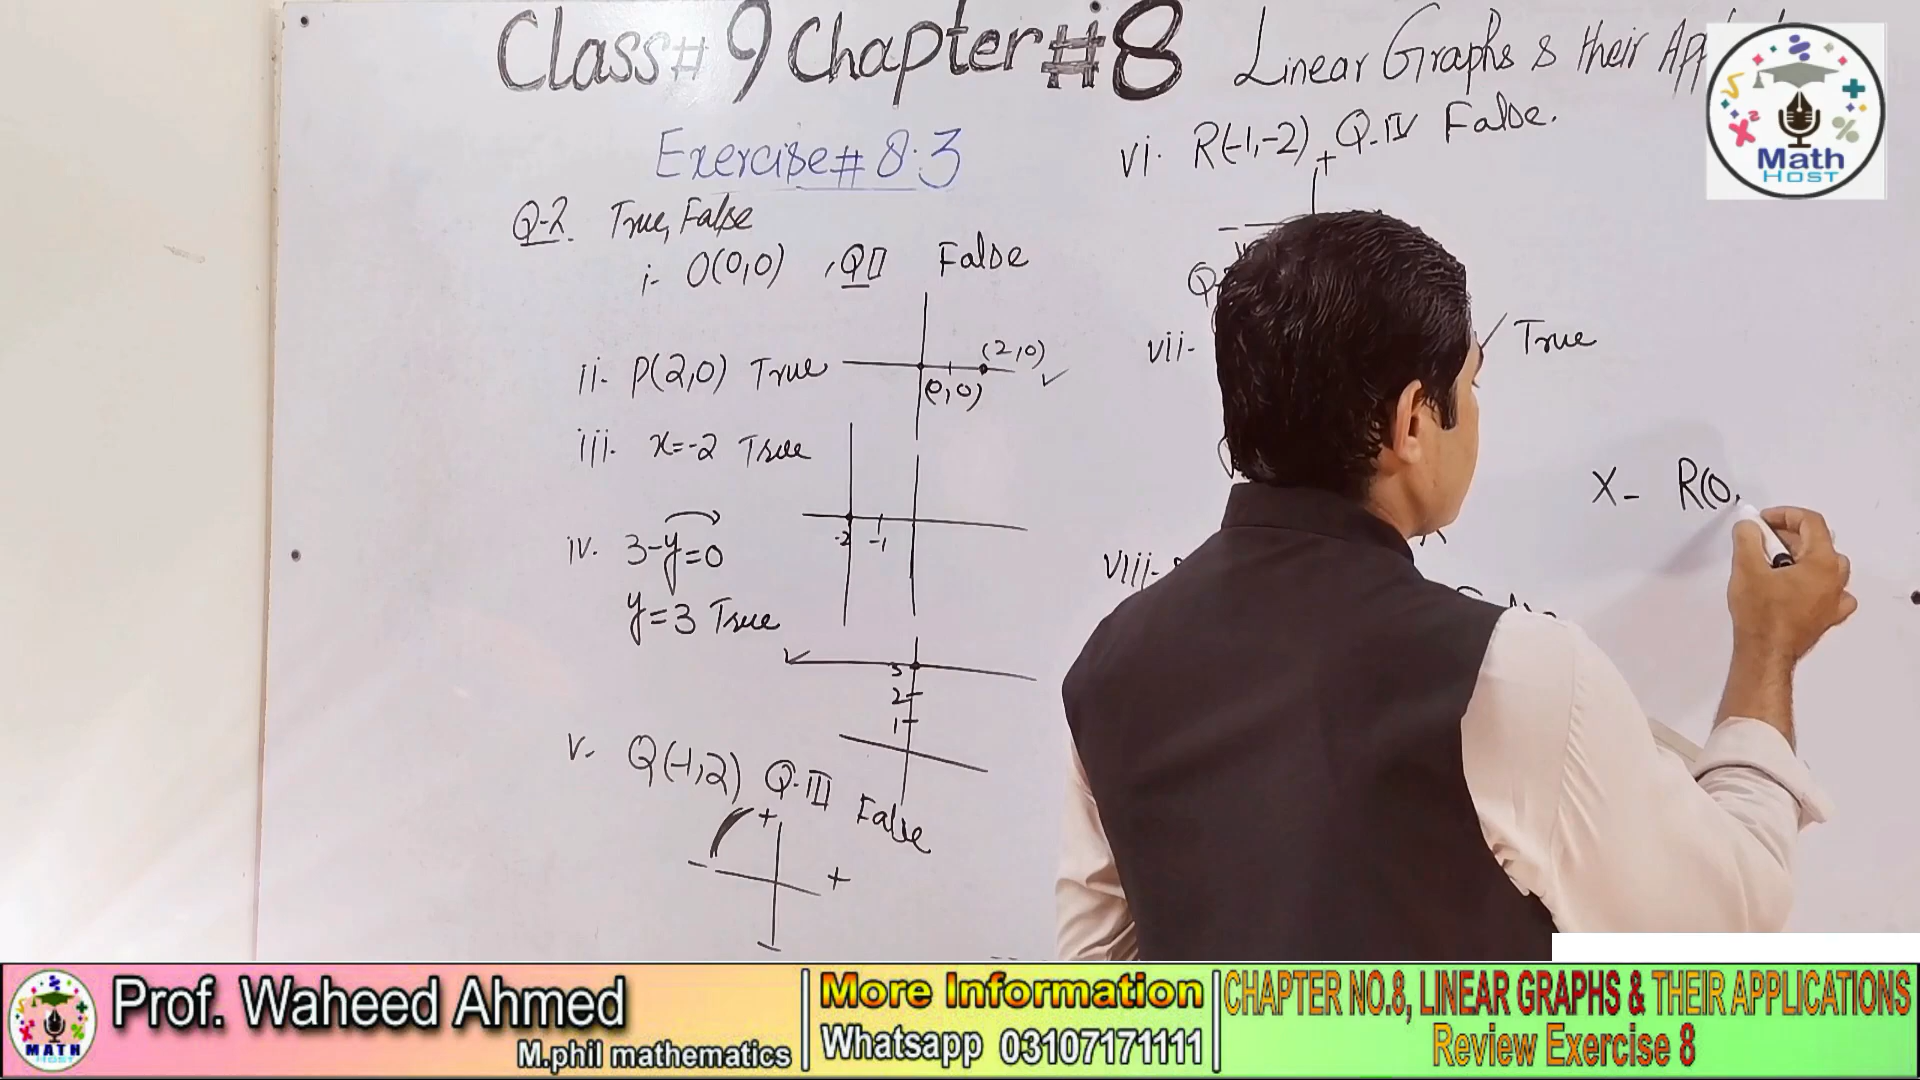 Class# 9 Chapter #8
Linear Graphs & their
Exercise# 8.3
Q-2. True, False
i- O(0,0) , QII False
ii- P(2,0) True
(2,0)
(0,0)
iii- x=-2 True
-2 -1
iv. 3-y=0
y=3 True
3
2
1
v. Q(-1,2) Q.III False
+
- +
-
vi. R(-1,-2) Q.IV False.
+
vii- True
viii-
X- R(0,
Math
HOST
MATH
HOST
Prof. Waheed Ahmed
M.phil mathematics
More Information
Whatsapp 03107171111
CHAPTER NO.8, LINEAR GRAPHS & THEIR APPLICATIONS
Review Exercise 8